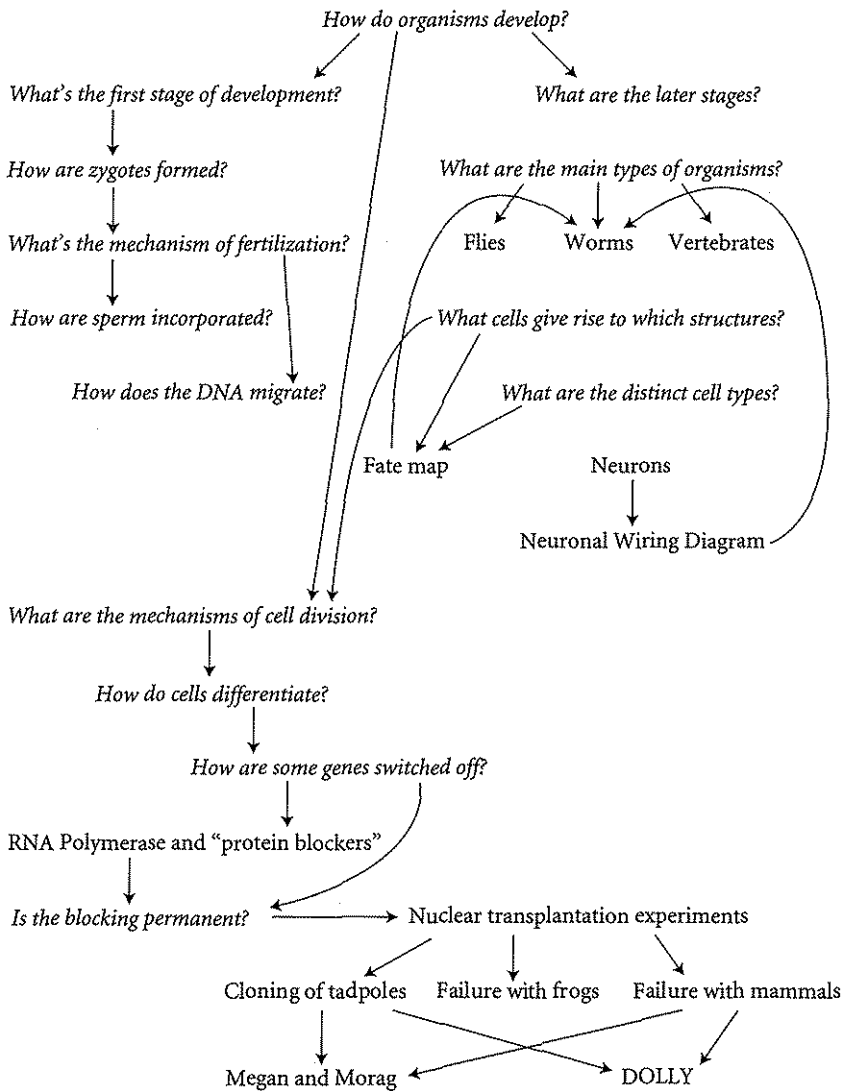 How do organisms develop?
What's the first stage of development?
What are the later stages?
How are zygotes formed?
What are the main types of organisms?
What's the mechanism of fertilization?
Flies
Worms
Vertebrates
How are sperm incorporated?
What cells give rise to which structures?
How does the DNA migrate?
What are the distinct cell types?
Fate map
Neurons
Neuronal Wiring Diagram
What are the mechanisms of cell division?
How do cells differentiate?
How are some genes switched off?
RNA Polymerase and “protein blockers”
Is the blocking permanent?
Nuclear transplantation experiments
Cloning of tadpoles
Failure with frogs
Failure with mammals
Megan and Morag
DOLLY